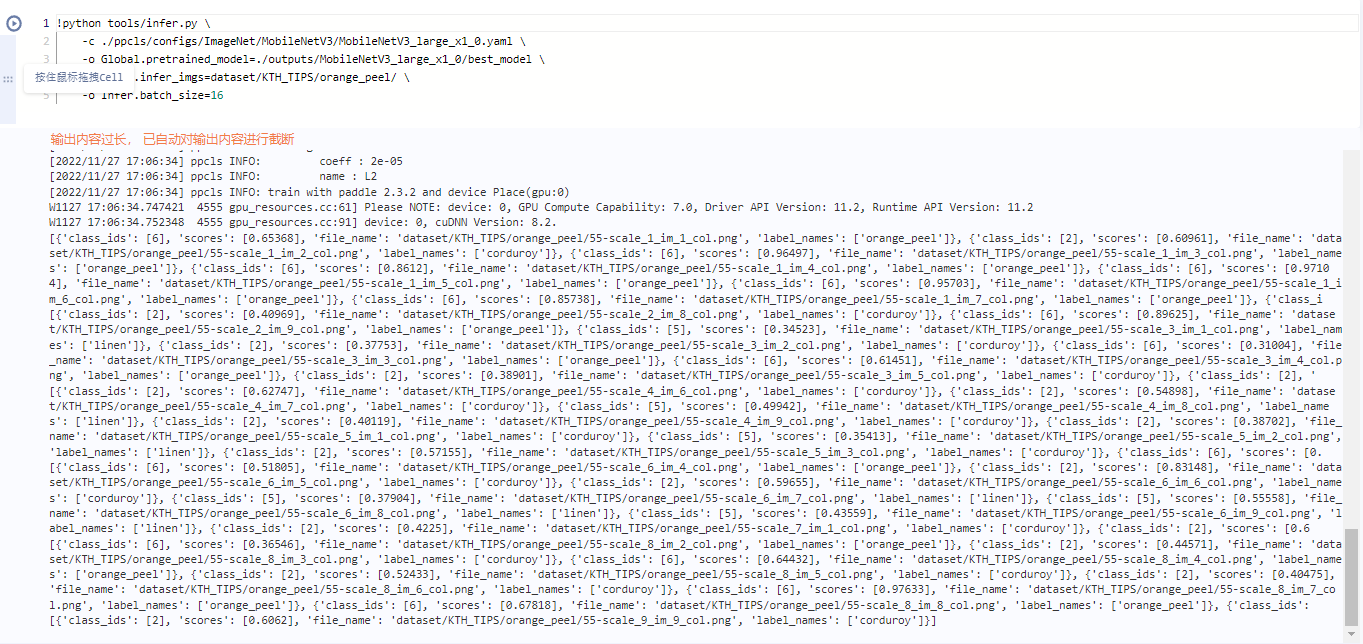 1 !python tools/infer.py \
2 -c ./ppcls/configs/ImageNet/MobileNetV3/MobileNetV3_large_x1_0.yaml \
3 -o Global.pretrained_model=./outputs/MobileNetV3_large_x1_0/best_model \
按住鼠标拖拽Cell .infer_imgs=dataset/KTH_TIPS/orange_peel/ \
5 -o Infer.batch_size=16
输出内容过长，已自动对输出内容进行截断
[2022/11/27 17:06:34] ppcls INFO: coeff : 2e-05
[2022/11/27 17:06:34] ppcls INFO: name : L2
[2022/11/27 17:06:34] ppcls INFO: train with paddle 2.3.2 and device Place(gpu:0)
W1127 17:06:34.747421 4555 gpu_resources.cc:61] Please NOTE: device: 0, GPU Compute Capability: 7.0, Driver API Version: 11.2, Runtime API Version: 11.2
W1127 17:06:34.752348 4555 gpu_resources.cc:91] device: 0, cuDNN Version: 8.2.
[{'class_ids': [6], 'scores': [0.65368], 'file_name': 'dataset/KTH_TIPS/orange_peel/55-scale_1_im_1_col.png', 'label_names': ['orange_peel']}, {'class_ids': [2], 'scores': [0.60961], 'file_name': 'data
set/KTH_TIPS/orange_peel/55-scale_1_im_2_col.png', 'label_names': ['corduroy']}, {'class_ids': [6], 'scores': [0.96497], 'file_name': 'dataset/KTH_TIPS/orange_peel/55-scale_1_im_3_col.png', 'label_name
s': ['orange_peel']}, {'class_ids': [6], 'scores': [0.8612], 'file_name': 'dataset/KTH_TIPS/orange_peel/55-scale_1_im_4_col.png', 'label_names': ['orange_peel']}, {'class_ids': [6], 'scores': [0.9710
4], 'file_name': 'dataset/KTH_TIPS/orange_peel/55-scale_1_im_5_col.png', 'label_names': ['orange_peel']}, {'class_ids': [6], 'scores': [0.95703], 'file_name': 'dataset/KTH_TIPS/orange_peel/55-scale_1_i
m_6_col.png', 'label_names': ['orange_peel']}, {'class_ids': [6], 'scores': [0.85738], 'file_name': 'dataset/KTH_TIPS/orange_peel/55-scale_1_im_7_col.png', 'label_names': ['orange_peel']}, {'class_i
[{'class_ids': [2], 'scores': [0.40969], 'file_name': 'dataset/KTH_TIPS/orange_peel/55-scale_2_im_8_col.png', 'label_names': ['corduroy']}, {'class_ids': [6], 'scores': [0.89625], 'file_name': 'datase
t/KTH_TIPS/orange_peel/55-scale_2_im_9_col.png', 'label_names': ['orange_peel']}, {'class_ids': [5], 'scores': [0.34523], 'file_name': 'dataset/KTH_TIPS/orange_peel/55-scale_3_im_1_col.png', 'label_nam
es': ['linen']}, {'class_ids': [2], 'scores': [0.37753], 'file_name': 'dataset/KTH_TIPS/orange_peel/55-scale_3_im_2_col.png', 'label_names': ['corduroy']}, {'class_ids': [6], 'scores': [0.31004], 'file
_name': 'dataset/KTH_TIPS/orange_peel/55-scale_3_im_3_col.png', 'label_names': ['orange_peel']}, {'class_ids': [6], 'scores': [0.61451], 'file_name': 'dataset/KTH_TIPS/orange_peel/55-scale_3_im_4_col.p
ng', 'label_names': ['orange_peel']}, {'class_ids': [2], 'scores': [0.38901], 'file_name': 'dataset/KTH_TIPS/orange_peel/55-scale_3_im_5_col.png', 'label_names': ['corduroy']}, {'class_ids': [2], '
[{'class_ids': [2], 'scores': [0.62747], 'file_name': 'dataset/KTH_TIPS/orange_peel/55-scale_4_im_6_col.png', 'label_names': ['corduroy']}, {'class_ids': [2], 'scores': [0.54898], 'file_name': 'datase
t/KTH_TIPS/orange_peel/55-scale_4_im_7_col.png', 'label_names': ['corduroy']}, {'class_ids': [5], 'scores': [0.49942], 'file_name': 'dataset/KTH_TIPS/orange_peel/55-scale_4_im_8_col.png', 'label_name
s': ['linen']}, {'class_ids': [2], 'scores': [0.40119], 'file_name': 'dataset/KTH_TIPS/orange_peel/55-scale_4_im_9_col.png', 'label_names': ['corduroy']}, {'class_ids': [2], 'scores': [0.38702], 'file_
name': 'dataset/KTH_TIPS/orange_peel/55-scale_5_im_1_col.png', 'label_names': ['corduroy']}, {'class_ids': [5], 'scores': [0.35413], 'file_name': 'dataset/KTH_TIPS/orange_peel/55-scale_5_im_2_col.png',
'label_names': ['linen']}, {'class_ids': [2], 'scores': [0.57155], 'file_name': 'dataset/KTH_TIPS/orange_peel/55-scale_5_im_3_col.png', 'label_names': ['corduroy']}, {'class_ids': [6], 'scores': [0.
[{'class_ids': [6], 'scores': [0.51805], 'file_name': 'dataset/KTH_TIPS/orange_peel/55-scale_6_im_4_col.png', 'label_names': ['orange_peel']}, {'class_ids': [2], 'scores': [0.83148], 'file_name': 'data
set/KTH_TIPS/orange_peel/55-scale_6_im_5_col.png', 'label_names': ['corduroy']}, {'class_ids': [2], 'scores': [0.59655], 'file_name': 'dataset/KTH_TIPS/orange_peel/55-scale_6_im_6_col.png', 'label_name
s': ['corduroy']}, {'class_ids': [5], 'scores': [0.37904], 'file_name': 'dataset/KTH_TIPS/orange_peel/55-scale_6_im_7_col.png', 'label_names': ['linen']}, {'class_ids': [5], 'scores': [0.55558], 'file_
name': 'dataset/KTH_TIPS/orange_peel/55-scale_6_im_8_col.png', 'label_names': ['linen']}, {'class_ids': [5], 'scores': [0.43559], 'file_name': 'dataset/KTH_TIPS/orange_peel/55-scale_6_im_9_col.png', 'l
abel_names': ['linen']}, {'class_ids': [2], 'scores': [0.4225], 'file_name': 'dataset/KTH_TIPS/orange_peel/55-scale_7_im_1_col.png', 'label_names': ['corduroy']}, {'class_ids': [2], 'scores': [0.6
[{'class_ids': [6], 'scores': [0.36546], 'file_name': 'dataset/KTH_TIPS/orange_peel/55-scale_8_im_2_col.png', 'label_names': ['orange_peel']}, {'class_ids': [2], 'scores': [0.44571], 'file_name': 'data
set/KTH_TIPS/orange_peel/55-scale_8_im_3_col.png', 'label_names': ['corduroy']}, {'class_ids': [6], 'scores': [0.64432], 'file_name': 'dataset/KTH_TIPS/orange_peel/55-scale_8_im_4_col.png', 'label_name
s': ['orange_peel']}, {'class_ids': [2], 'scores': [0.52433], 'file_name': 'dataset/KTH_TIPS/orange_peel/55-scale_8_im_5_col.png', 'label_names': ['corduroy']}, {'class_ids': [2], 'scores': [0.40475],
'file_name': 'dataset/KTH_TIPS/orange_peel/55-scale_8_im_6_col.png', 'label_names': ['corduroy']}, {'class_ids': [6], 'scores': [0.97633], 'file_name': 'dataset/KTH_TIPS/orange_peel/55-scale_8_im_7_co
l.png', 'label_names': ['orange_peel']}, {'class_ids': [6], 'scores': [0.67818], 'file_name': 'dataset/KTH_TIPS/orange_peel/55-scale_8_im_8_col.png', 'label_names': ['orange_peel']}, {'class_ids':
[{'class_ids': [2], 'scores': [0.6062], 'file_name': 'dataset/KTH_TIPS/orange_peel/55-scale_9_im_9_col.png', 'label_names': ['corduroy']}]